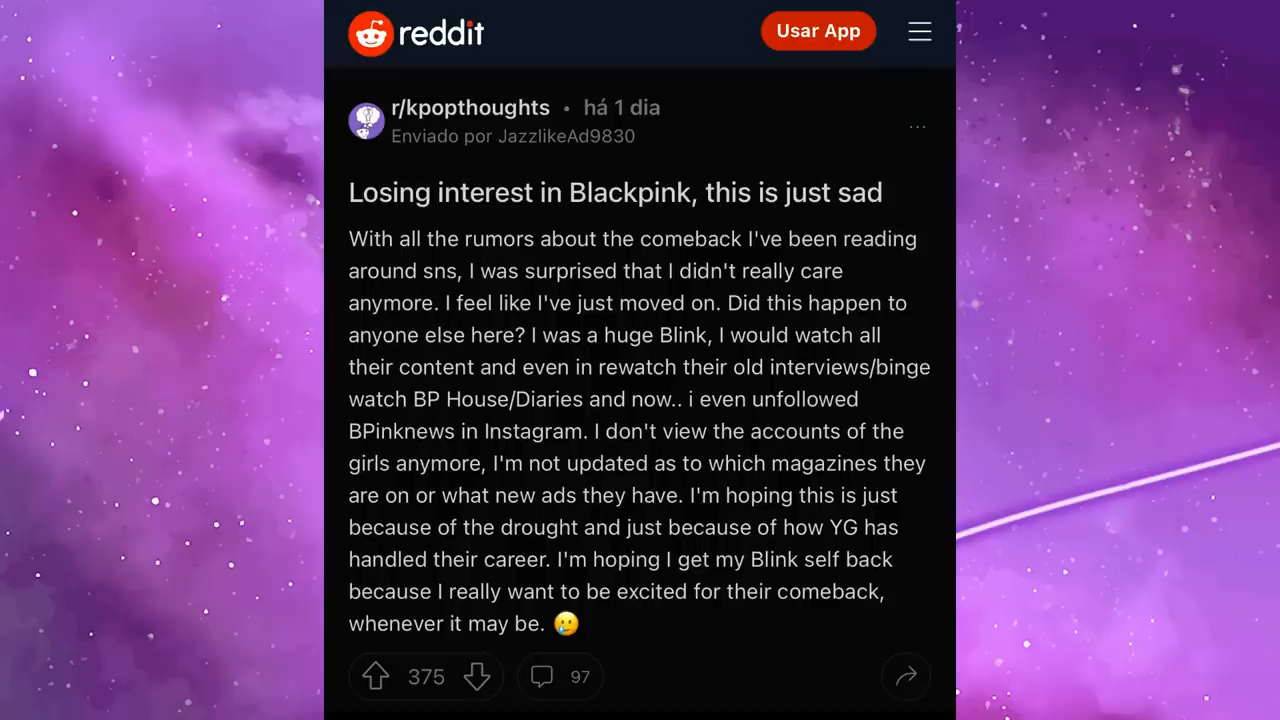 reddit
Usar App
r/kpopthoughts • há 1 dia
Enviado por JazzlikeAd9830
Losing interest in Blackpink, this is just sad
With all the rumors about the comeback I've been reading
around sns, I was surprised that I didn't really care
anymore. I feel like I've just moved on. Did this happen to
anyone else here? I was a huge Blink, I would watch all
their content and even in rewatch their old interviews/binge
watch BP House/Diaries and now.. i even unfollowed
BPinknews in Instagram. I don't view the accounts of the
girls anymore, I'm not updated as to which magazines they
are on or what new ads they have. I'm hoping this is just
because of the drought and just because of how YG has
handled their career. I'm hoping I get my Blink self back
because I really want to be excited for their comeback,
whenever it may be. 🥲
375
97